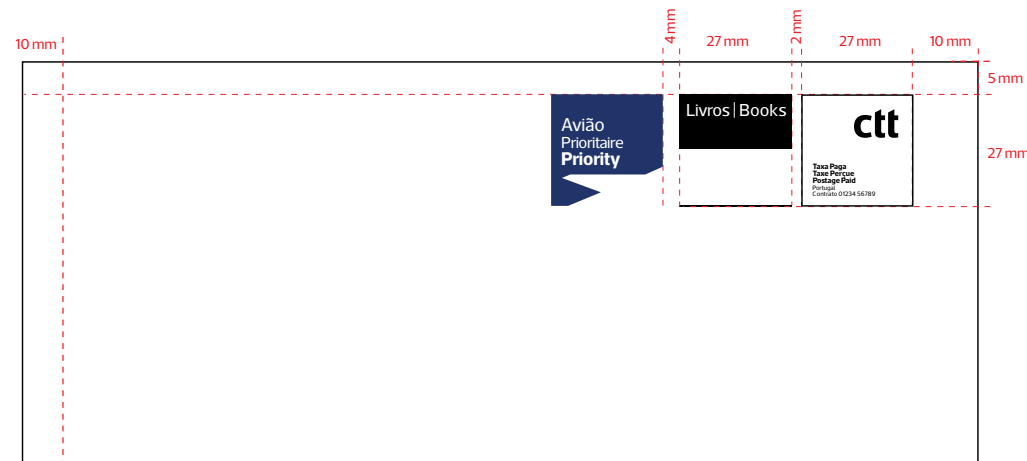 10 mm
4 mm
27 mm
2 mm
27 mm
10 mm
5 mm
27 mm
Avião
Prioritaire
Priority
Livros|Books
ctt
Taxa Paga
Taxe Perçue
Postage Paid
Portugal
Contrato 01234 56789